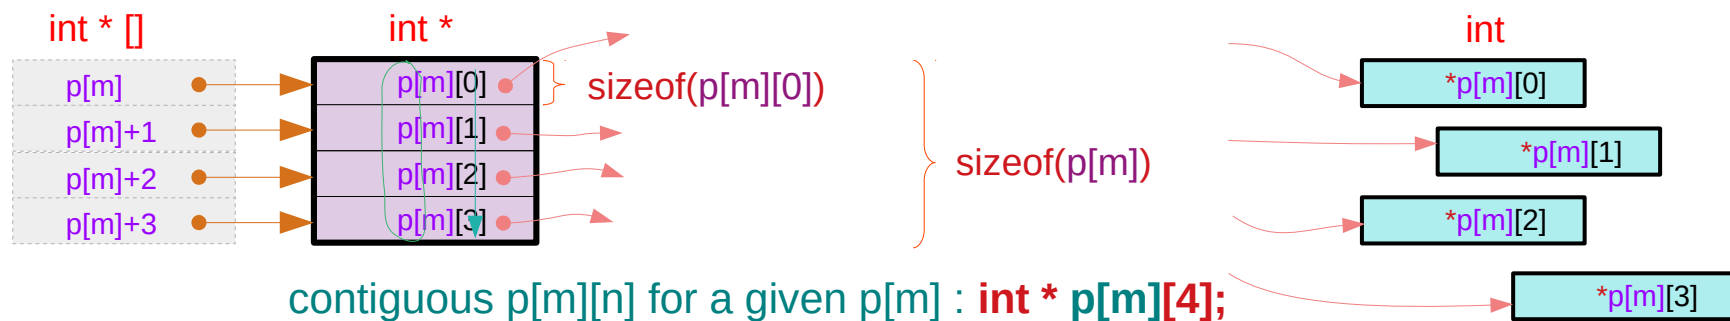 int * []
int *
int
p[m]
p[m][0]
sizeof(p[m][0])
*p[m][0]
p[m]+1
p[m][1]
*p[m][1]
sizeof(p[m])
p[m]+2
p[m][2]
*p[m][2]
p[m]+3
p[m][3]
*p[m][3]
contiguous p[m][n] for a given p[m] : int * p[m][4];